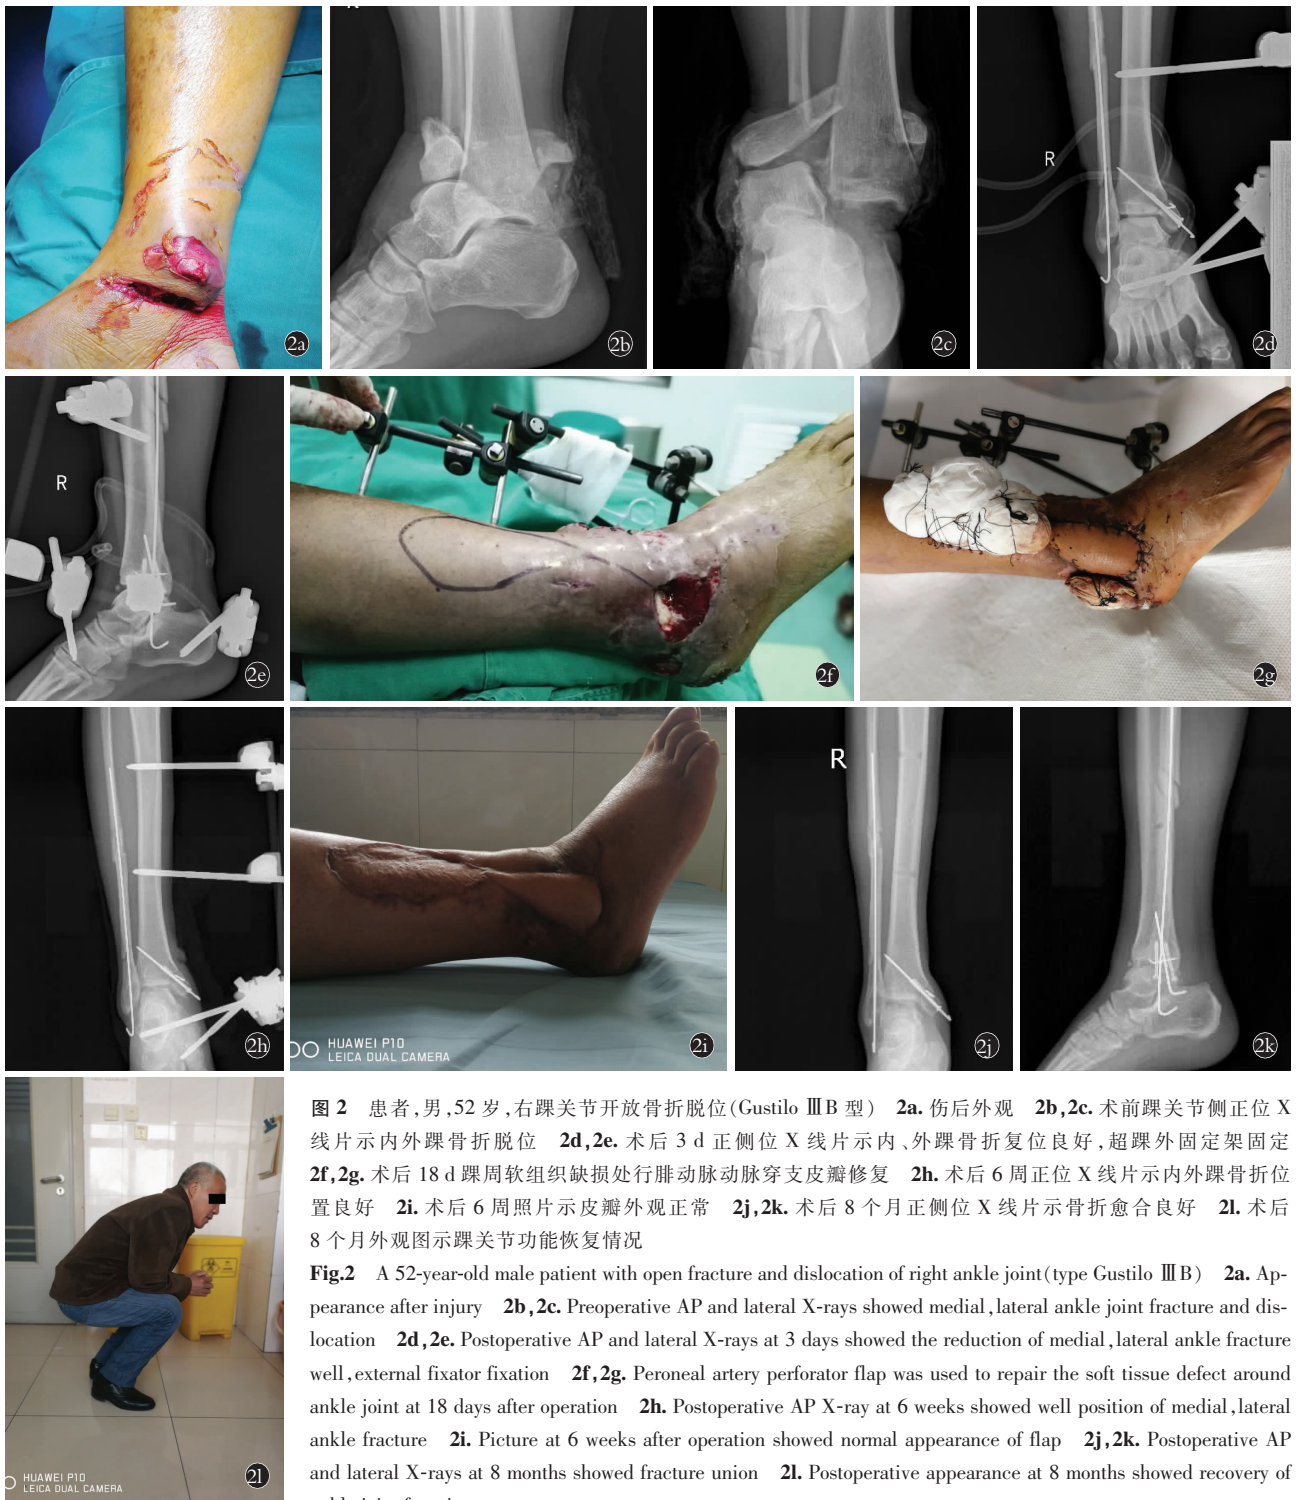 R
2a
2b
2c
R
2d
R
2e
2f
2g
2h
HUAWEI P10
LEICA DUAL CAMERA
2i
R
2j
2k
HUAWEI P10
LEICA DUAL CAMERA
2l
图 2 患者,男,52 岁,右踝关节开放骨折脱位(Gustilo ⅢB 型) 2a. 伤后外观 2b,2c. 术前踝关节侧正位 X
线片示内外踝骨折脱位 2d,2e. 术后 3 d 正侧位 X 线片示内、外踝骨折复位良好,超踝外固定架固定
2f,2g. 术后 18 d 踝周软组织缺损处行腓动脉动脉穿支皮瓣修复 2h. 术后 6 周正位 X 线片示内外踝骨折位
置良好 2i. 术后 6 周照片示皮瓣外观正常 2j,2k. 术后 8 个月正侧位 X 线片示骨折愈合良好 2l. 术后
8 个月外观图示踝关节功能恢复情况
Fig.2 A 52-year-old male patient with open fracture and dislocation of right ankle joint(type Gustilo ⅢB) 2a. Ap-
pearance after injury 2b,2c. Preoperative AP and lateral X-rays showed medial,lateral ankle joint fracture and dis-
location 2d,2e. Postoperative AP and lateral X-rays at 3 days showed the reduction of medial,lateral ankle fracture
well,external fixator fixation 2f,2g. Peroneal artery perforator flap was used to repair the soft tissue defect around
ankle joint at 18 days after operation 2h. Postoperative AP X-ray at 6 weeks showed well position of medial,lateral
ankle fracture 2i. Picture at 6 weeks after operation showed normal appearance of flap 2j,2k. Postoperative AP
and lateral X-rays at 8 months showed fracture union 2l. Postoperative appearance at 8 months showed recovery of